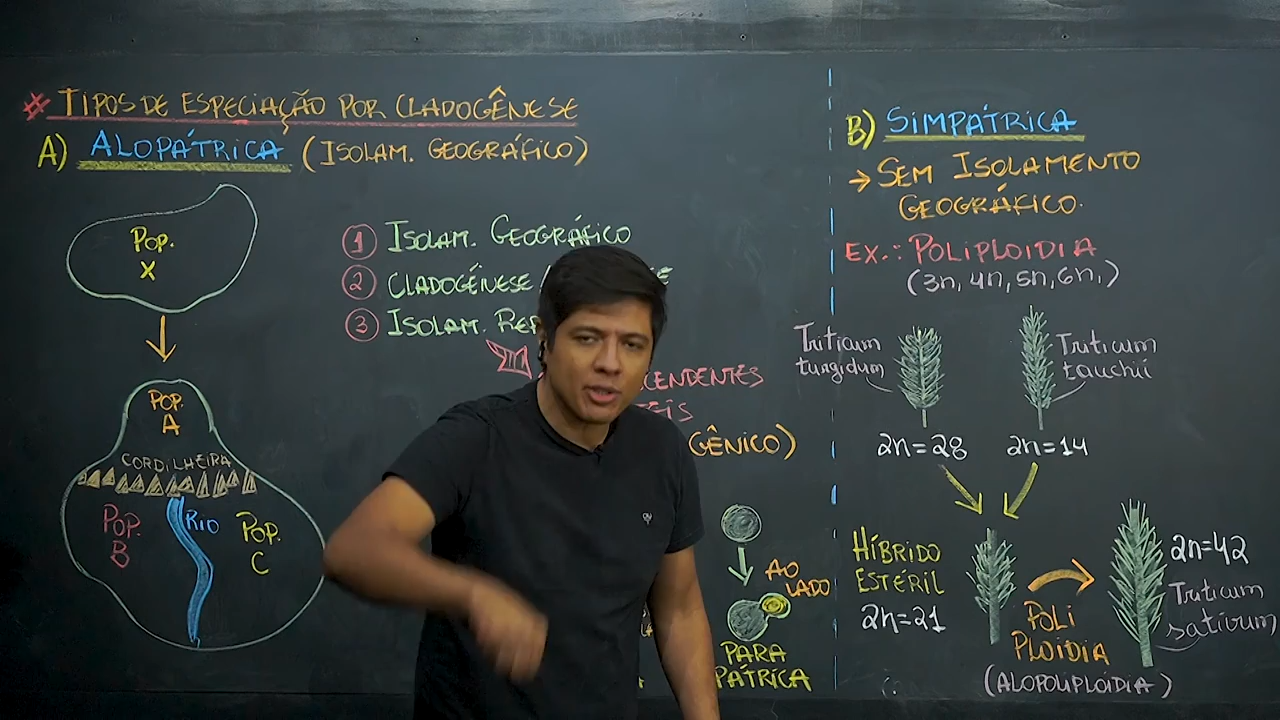 # TIPOS DE ESPECIAÇÃO POR CLADOGÊNESE
A) ALOPÁTRICA (ISOLAM. GEOGRÁFICO)
POP.
X
POP.
A
CORDILHEIRA
POP.
B
RIO
POP.
C
1 ISOLAM. GEOGRÁFICO
2 CLADOGÊNESE
3 ISOLAM.
GÊNICO)
AO
LADO
PARA
PÁTRICA
B) SIMPÁTRICA
→ SEM ISOLAMENTO
GEOGRÁFICO.
EX.: POLIPLOIDIA
(3n, 4n, 5n, 6n,)
Triticum
turgidum
Triticum
tauchii
2n=28
2n=14
HÍBRIDO
ESTÉRIL
2n=21
POLI
PLOIDIA
(ALOPOLIPLOIDIA)
2n=42
Triticum
sativum